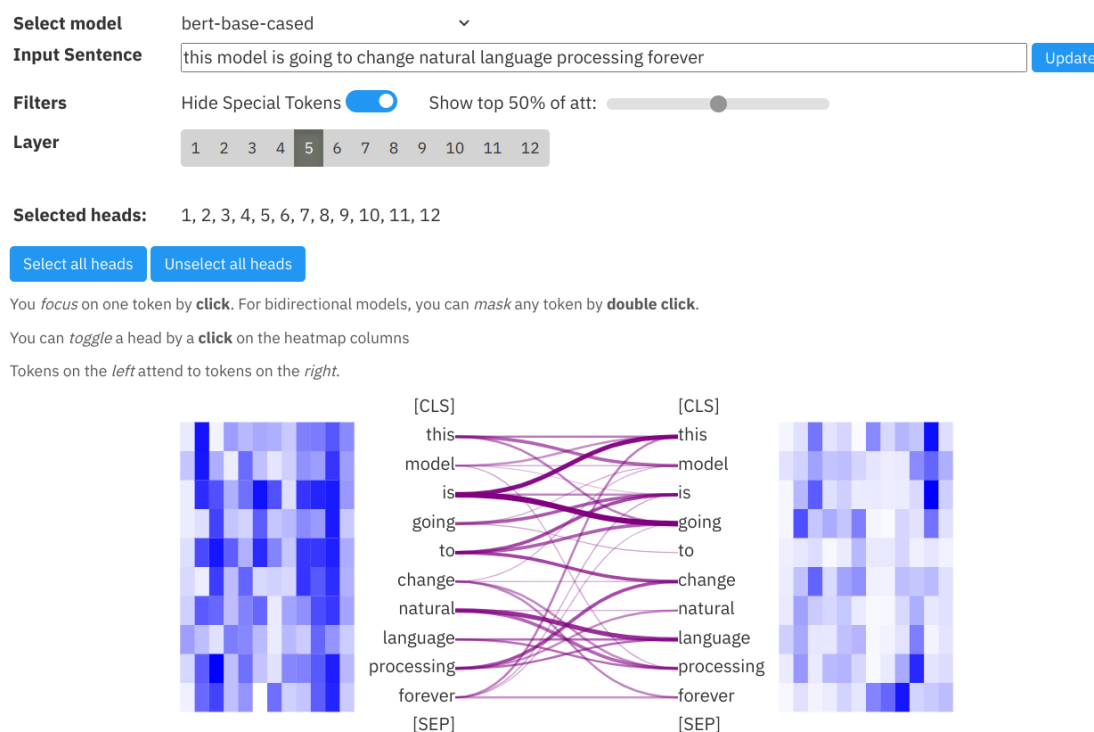 Select model bert-base-cased
Input Sentence this model is going to change natural language processing forever Update
Filters Hide Special Tokens Show top 50% of att:
Layer 1 2 3 4 5 6 7 8 9 10 11 12
Selected heads: 1, 2, 3, 4, 5, 6, 7, 8, 9, 10, 11, 12
Select all heads Unselect all heads
You focus on one token by click. For bidirectional models, you can mask any token by double click.
You can toggle a head by a click on the heatmap columns
Tokens on the left attend to tokens on the right.
[CLS] [CLS]
this this
model model
is is
going going
to to
change change
natural natural
language language
processing processing
forever forever
[SEP] [SEP]